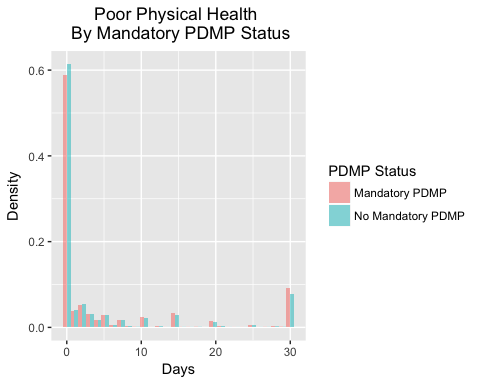 Poor Physical Health
By Mandatory PDMP Status
0.6
0.4
0.2
0.0
Density
0
10
20
30
Days
PDMP Status
Mandatory PDMP
No Mandatory PDMP